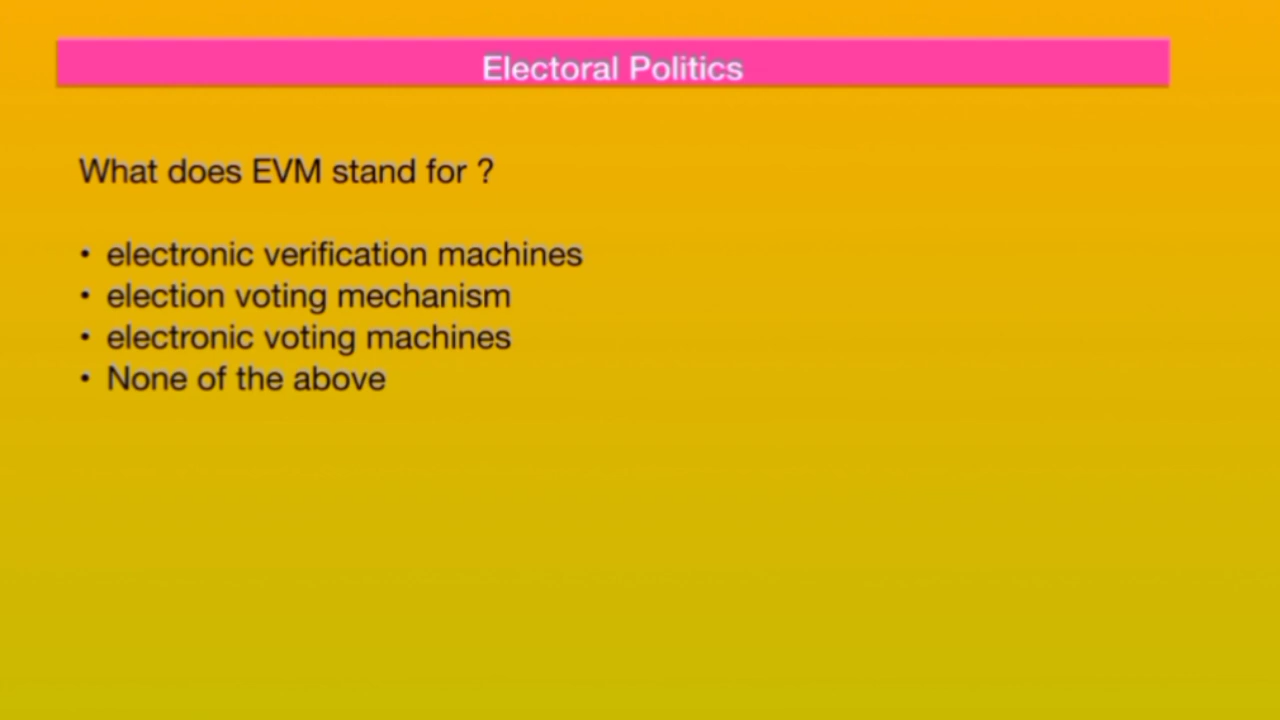 Electoral Politics
What does EVM stand for ?
• electronic verification machines
• election voting mechanism
• electronic voting machines
• None of the above